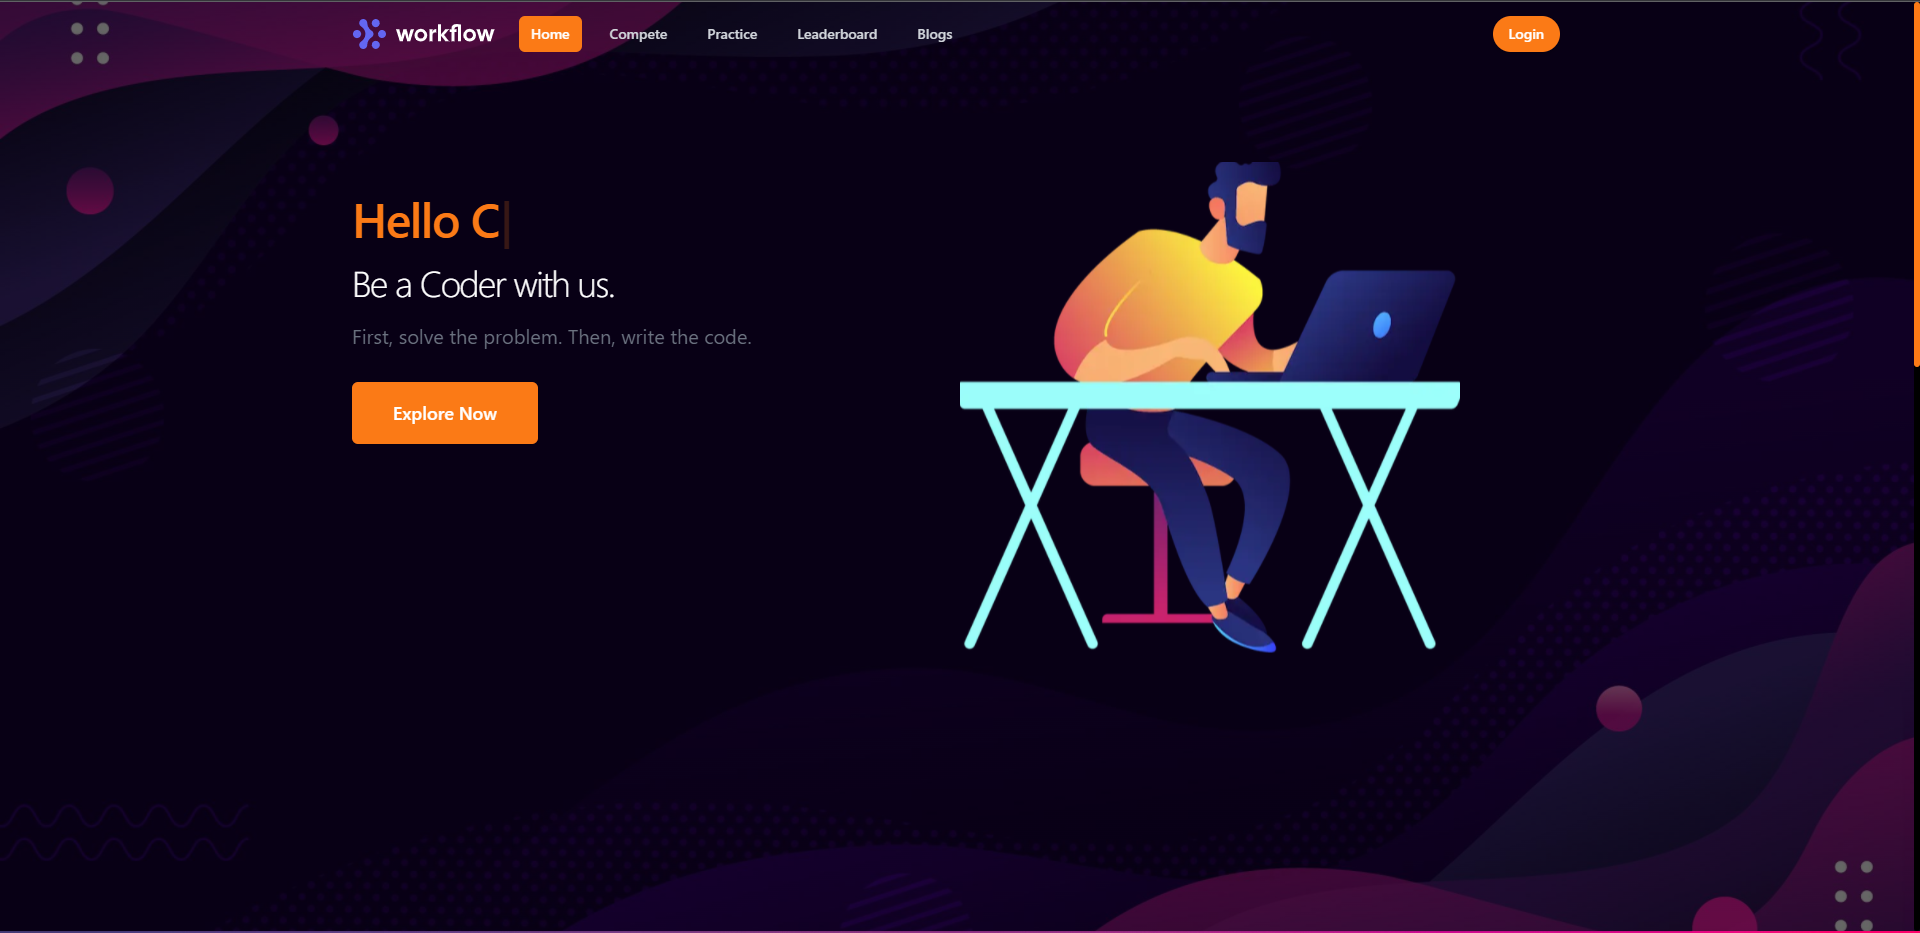 workflow
Home
Compete
Practice
Leaderboard
Blogs
Login
Hello C
Be a Coder with us.
First, solve the problem. Then, write the code.
Explore Now